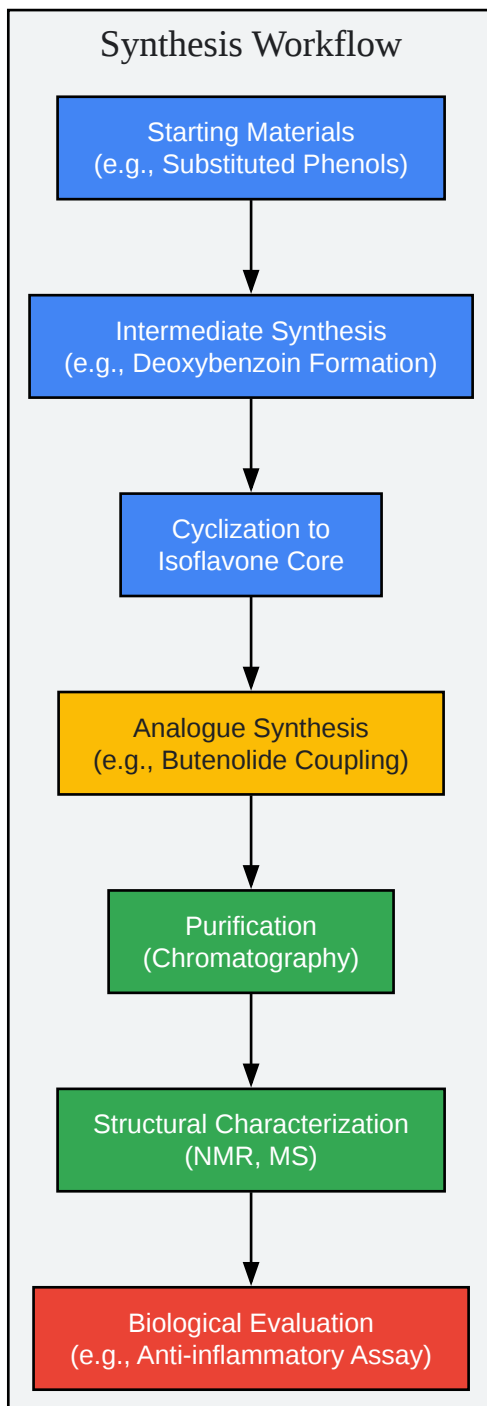 Synthesis Workflow
Starting Materials
(e.g., Substituted Phenols)
Intermediate Synthesis
(e.g., Deoxybenzoin Formation)
Cyclization to
Isoflavone Core
Analogue Synthesis
(e.g., Butenolide Coupling)
Purification
(Chromatography)
Structural Characterization
(NMR, MS)
Biological Evaluation
(e.g., Anti-inflammatory Assay)